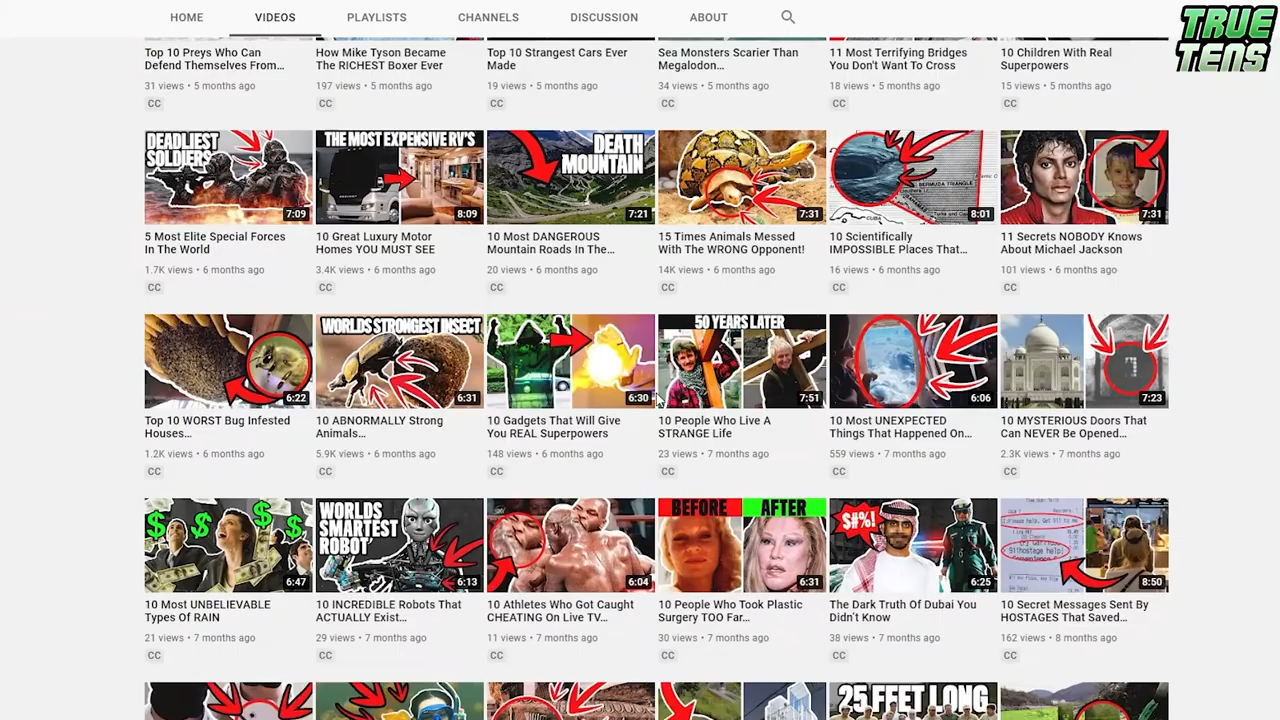 HOME
VIDEOS
PLAYLISTS
CHANNELS
DISCUSSION
ABOUT
TRUE
TENS
Top 10 Preys Who Can
Defend Themselves From...
31 views • 5 months ago
CC
How Mike Tyson Became
The RICHEST Boxer Ever
197 views • 5 months ago
CC
Top 10 Strangest Cars Ever
Made
19 views • 5 months ago
CC
Sea Monsters Scarier Than
Megalodon...
34 views • 5 months ago
CC
11 Most Terrifying Bridges
You Don't Want To Cross
18 views • 5 months ago
CC
10 Children With Real
Superpowers
15 views • 5 months ago
CC
DEADLIEST
SOLDIERS
7:09
5 Most Elite Special Forces
In The World
1.7K views • 6 months ago
CC
THE MOST EXPENSIVE RV'S
8:09
10 Great Luxury Motor
Homes YOU MUST SEE
3.4K views • 6 months ago
CC
DEATH
MOUNTAIN
7:21
10 Most DANGEROUS
Mountain Roads In The...
20 views • 6 months ago
CC
7:31
15 Times Animals Messed
With The WRONG Opponent!
14K views • 6 months ago
CC
BERMUDA TRIANGLE
CUBA
8:01
10 Scientifically
IMPOSSIBLE Places That...
16 views • 6 months ago
CC
7:31
11 Secrets NOBODY Knows
About Michael Jackson
101 views • 6 months ago
CC
6:22
Top 10 WORST Bug Infested
Houses...
1.2K views • 6 months ago
CC
WORLDS STRONGEST INSECT
6:31
10 ABNORMALLY Strong
Animals...
5.9K views • 6 months ago
CC
6:30
10 Gadgets That Will Give
You REAL Superpowers
148 views • 6 months ago
CC
50 YEARS LATER
7:51
10 People Who Live A
STRANGE Life
23 views • 7 months ago
CC
6:06
10 Most UNEXPECTED
Things That Happened On...
559 views • 7 months ago
CC
7:23
10 MYSTERIOUS Doors That
Can NEVER Be Opened...
2.3K views • 7 months ago
CC
6:47
10 Most UNBELIEVABLE
Types Of RAIN
21 views • 7 months ago
CC
WORLDS
SMARTEST
ROBOT
6:13
10 INCREDIBLE Robots That
ACTUALLY Exist...
29 views • 7 months ago
CC
6:04
10 Athletes Who Got Caught
CHEATING On Live TV...
11 views • 7 months ago
CC
BEFORE
AFTER
6:31
10 People Who Took Plastic
Surgery TOO Far...
30 views • 7 months ago
CC
$#%!
6:25
The Dark Truth Of Dubai You
Didn't Know
38 views • 7 months ago
CC
Please help. Get 911 to me
911hostage help!
8:50
10 Secret Messages Sent By
HOSTAGES That Saved...
162 views • 8 months ago
CC
25 FFET LONG